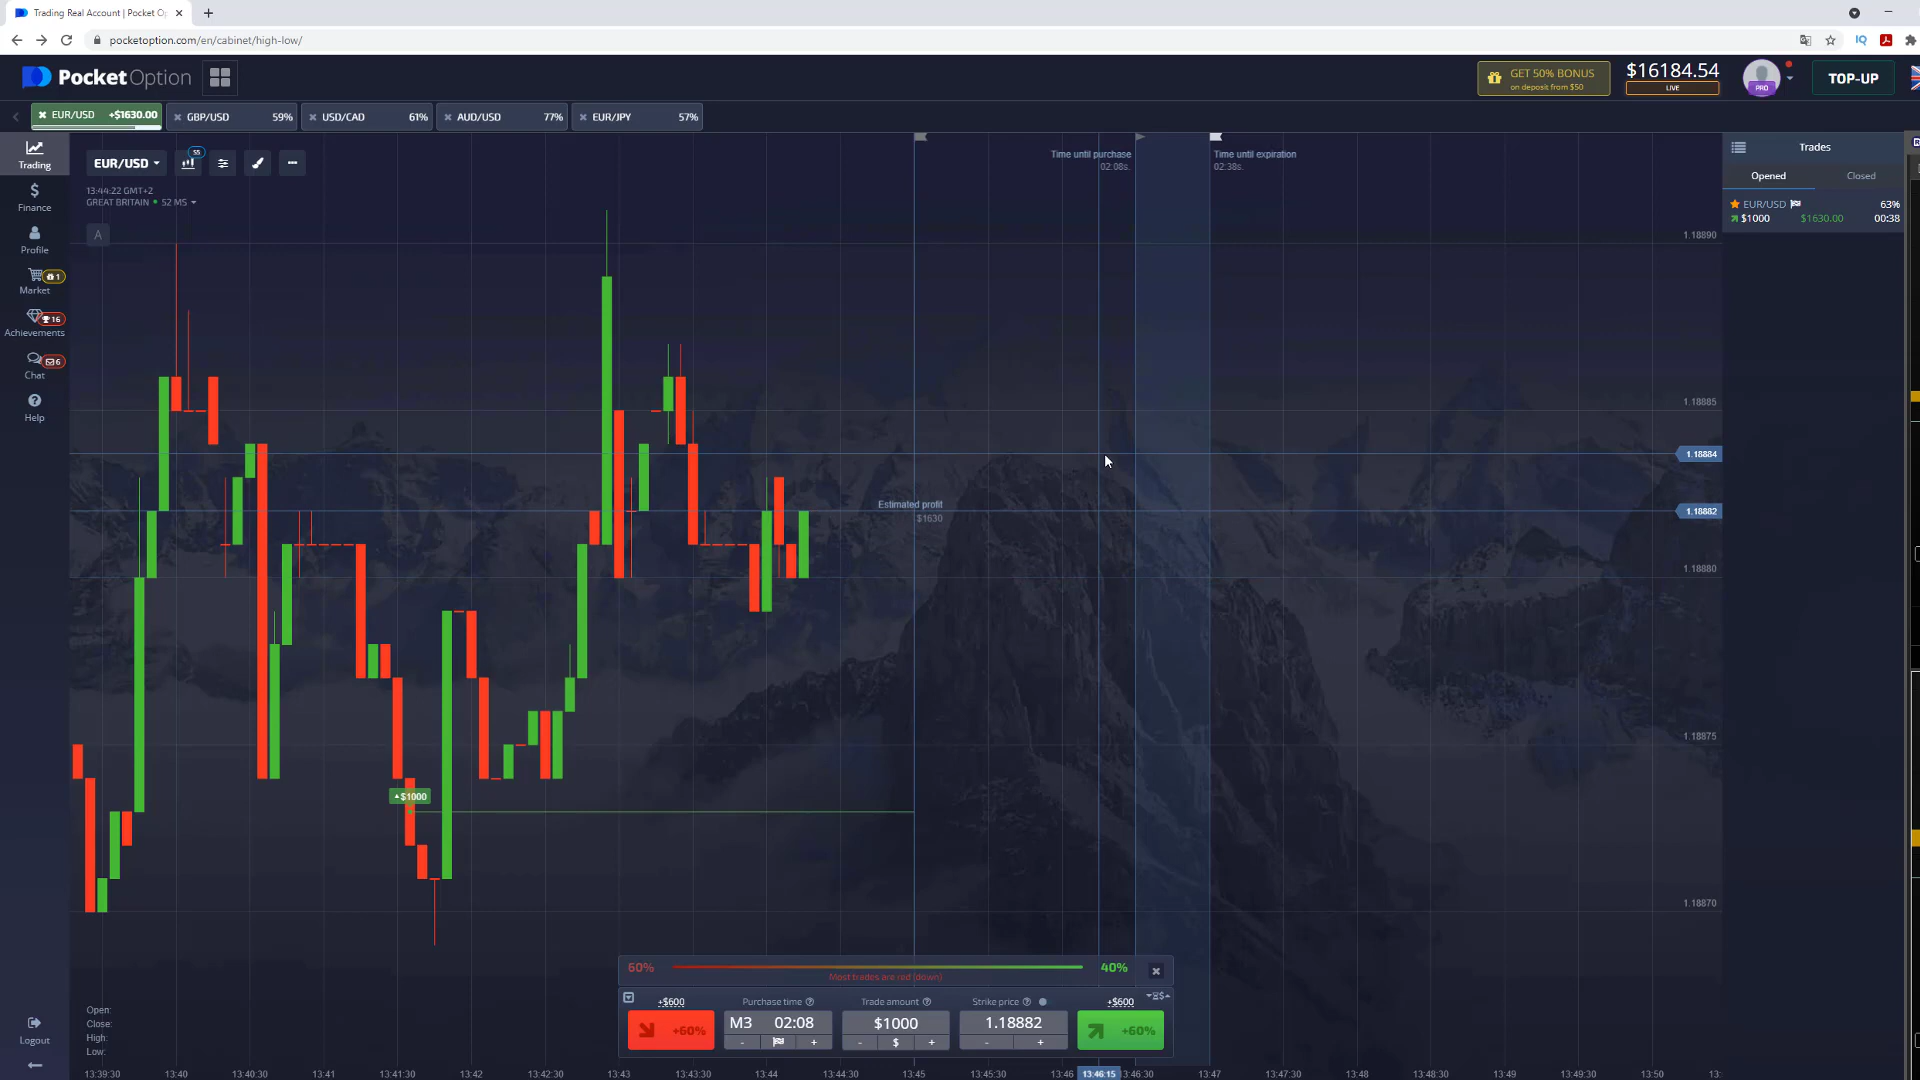 Trading Real Account | Pocket Op
pocketoption.com/en/cabinet/high-low/
PocketOption
GET 50% BONUS
on deposit from $50
$16184.54
LIVE
PRO
TOP-UP
EUR/USD +$1630.00
GBP/USD 59%
USD/CAD 61%
AUD/USD 77%
EUR/JPY 57%
Trading
Finance
Profile
Market
1
Achievements
16
Chat
6
Help
Logout
EUR/USD
55
13:44:22 GMT+2
GREAT BRITAIN 52 MS
A
Time until purchase
02:08s.
Time until expiration
02:38s.
Trades
Opened Closed
EUR/USD 63%
$1000 $1630.00 00:38
1.18890
1.18885
1.18884
1.18882
1.18880
1.18875
1.18870
Estimated profit
$1630
$1000
60% 40%
Most trades are red (down)
+$600 Purchase time Trade amount Strike price +$600
+60% M3 02:08 $1000 1.18882 +60%
- + - $ + - +
Open:
Close:
High:
Low:
13:39:30 13:40 13:40:30 13:41 13:41:30 13:42 13:42:30 13:43 13:43:30 13:44 13:44:30 13:45 13:45:30 13:46 13:46:15 13:46:30 13:47 13:47:30 13:48 13:48:30 13:49 13:49:30 13:50